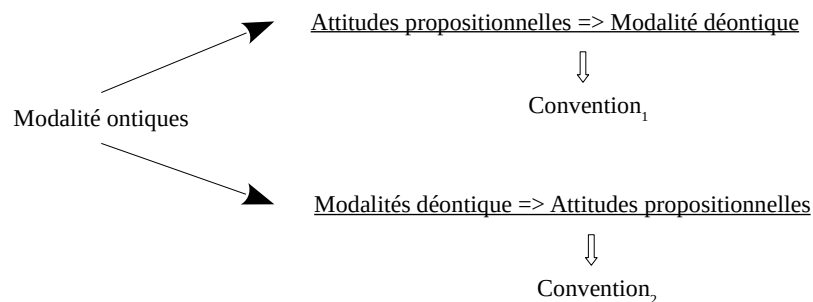 Attitudes propositionnelles => Modalité déontique
Convention₁
Modalité ontiques
Modalités déontique => Attitudes propositionnelles
Convention₂